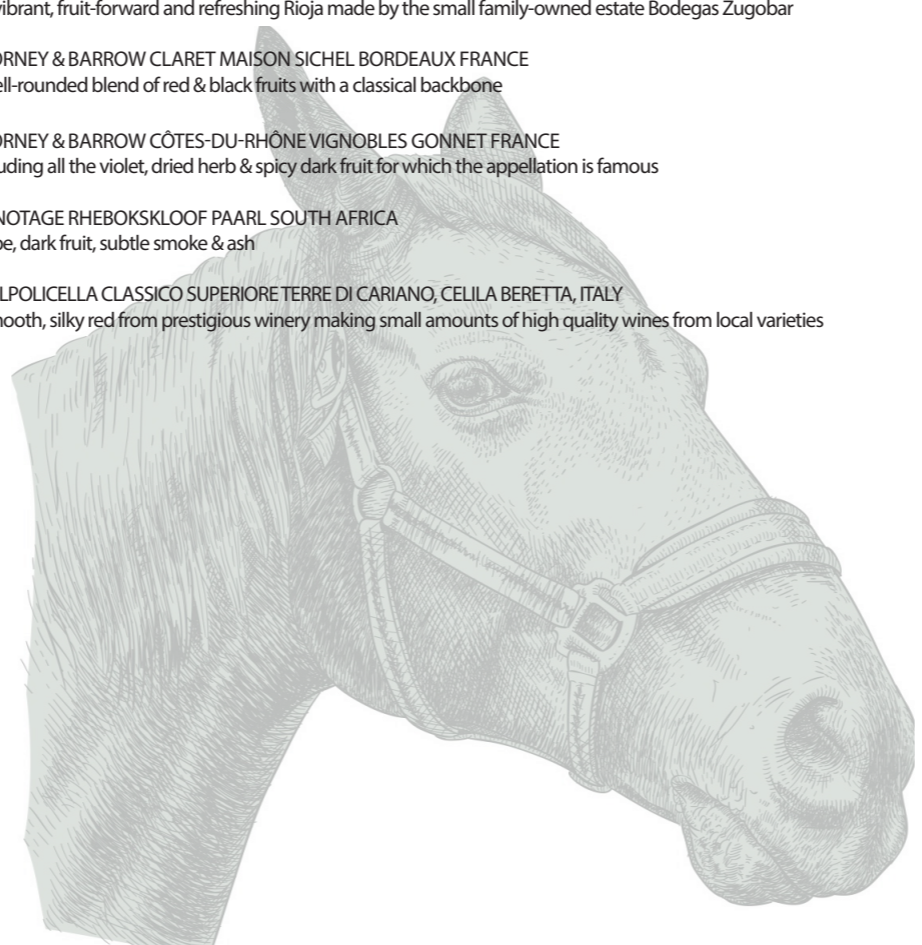 vibrant, fruit-forward and refreshing Rioja made by the small family-owned estate Bodegas Zugobar
ORNEY & BARROW CLARET MAISON SICHEL BORDEAUX FRANCE
ell-rounded blend of red & black fruits with a classical backbone
ORNEY & BARROW CÔTES-DU-RHÔNE VIGNOBLES GONNET FRANCE
uding all the violet, dried herb & spicy dark fruit for which the appellation is famous
NOTAGE RHEBOKSKLOOF PAARL SOUTH AFRICA
pe, dark fruit, subtle smoke & ash
LPOLICELLA CLASSICO SUPERIORE TERRE DI CARIANO, CELILA BERETTA, ITALY
mooth, silky red from prestigious winery making small amounts of high quality wines from local varieties